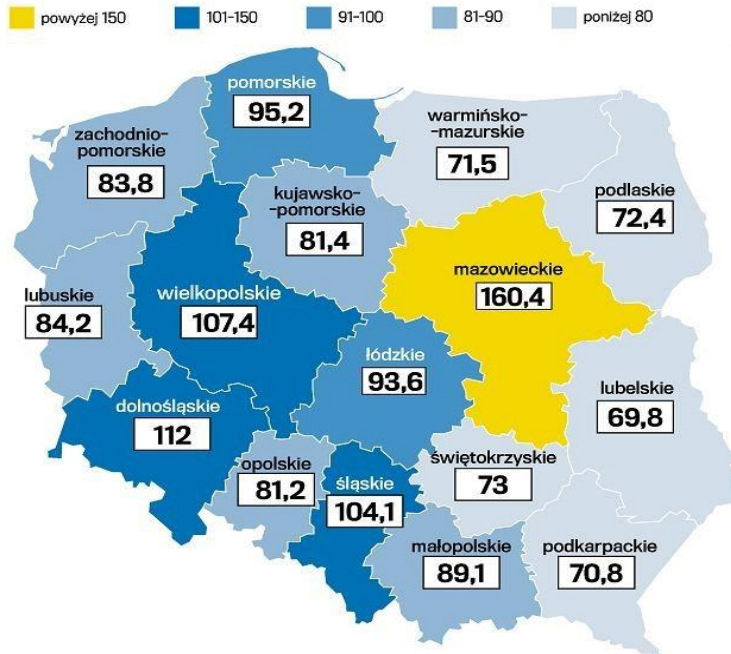 powyżej 150
101-150
91-100
81-90
poniżej 80
pomorskie
95,2
zachodnio-
pomorskie
83,8
warmińsko-
-mazurskie
71,5
podlaskie
72,4
kujawsko-
-pomorskie
81,4
mazowieckie
160,4
lubuskie
84,2
wielkopolskie
107,4
łódzkie
93,6
lubelskie
69,8
dolnośląskie
112
opolskie
81,2
śląskie
104,1
świętokrzyskie
73
małopolskie
89,1
podkarpackie
70,8